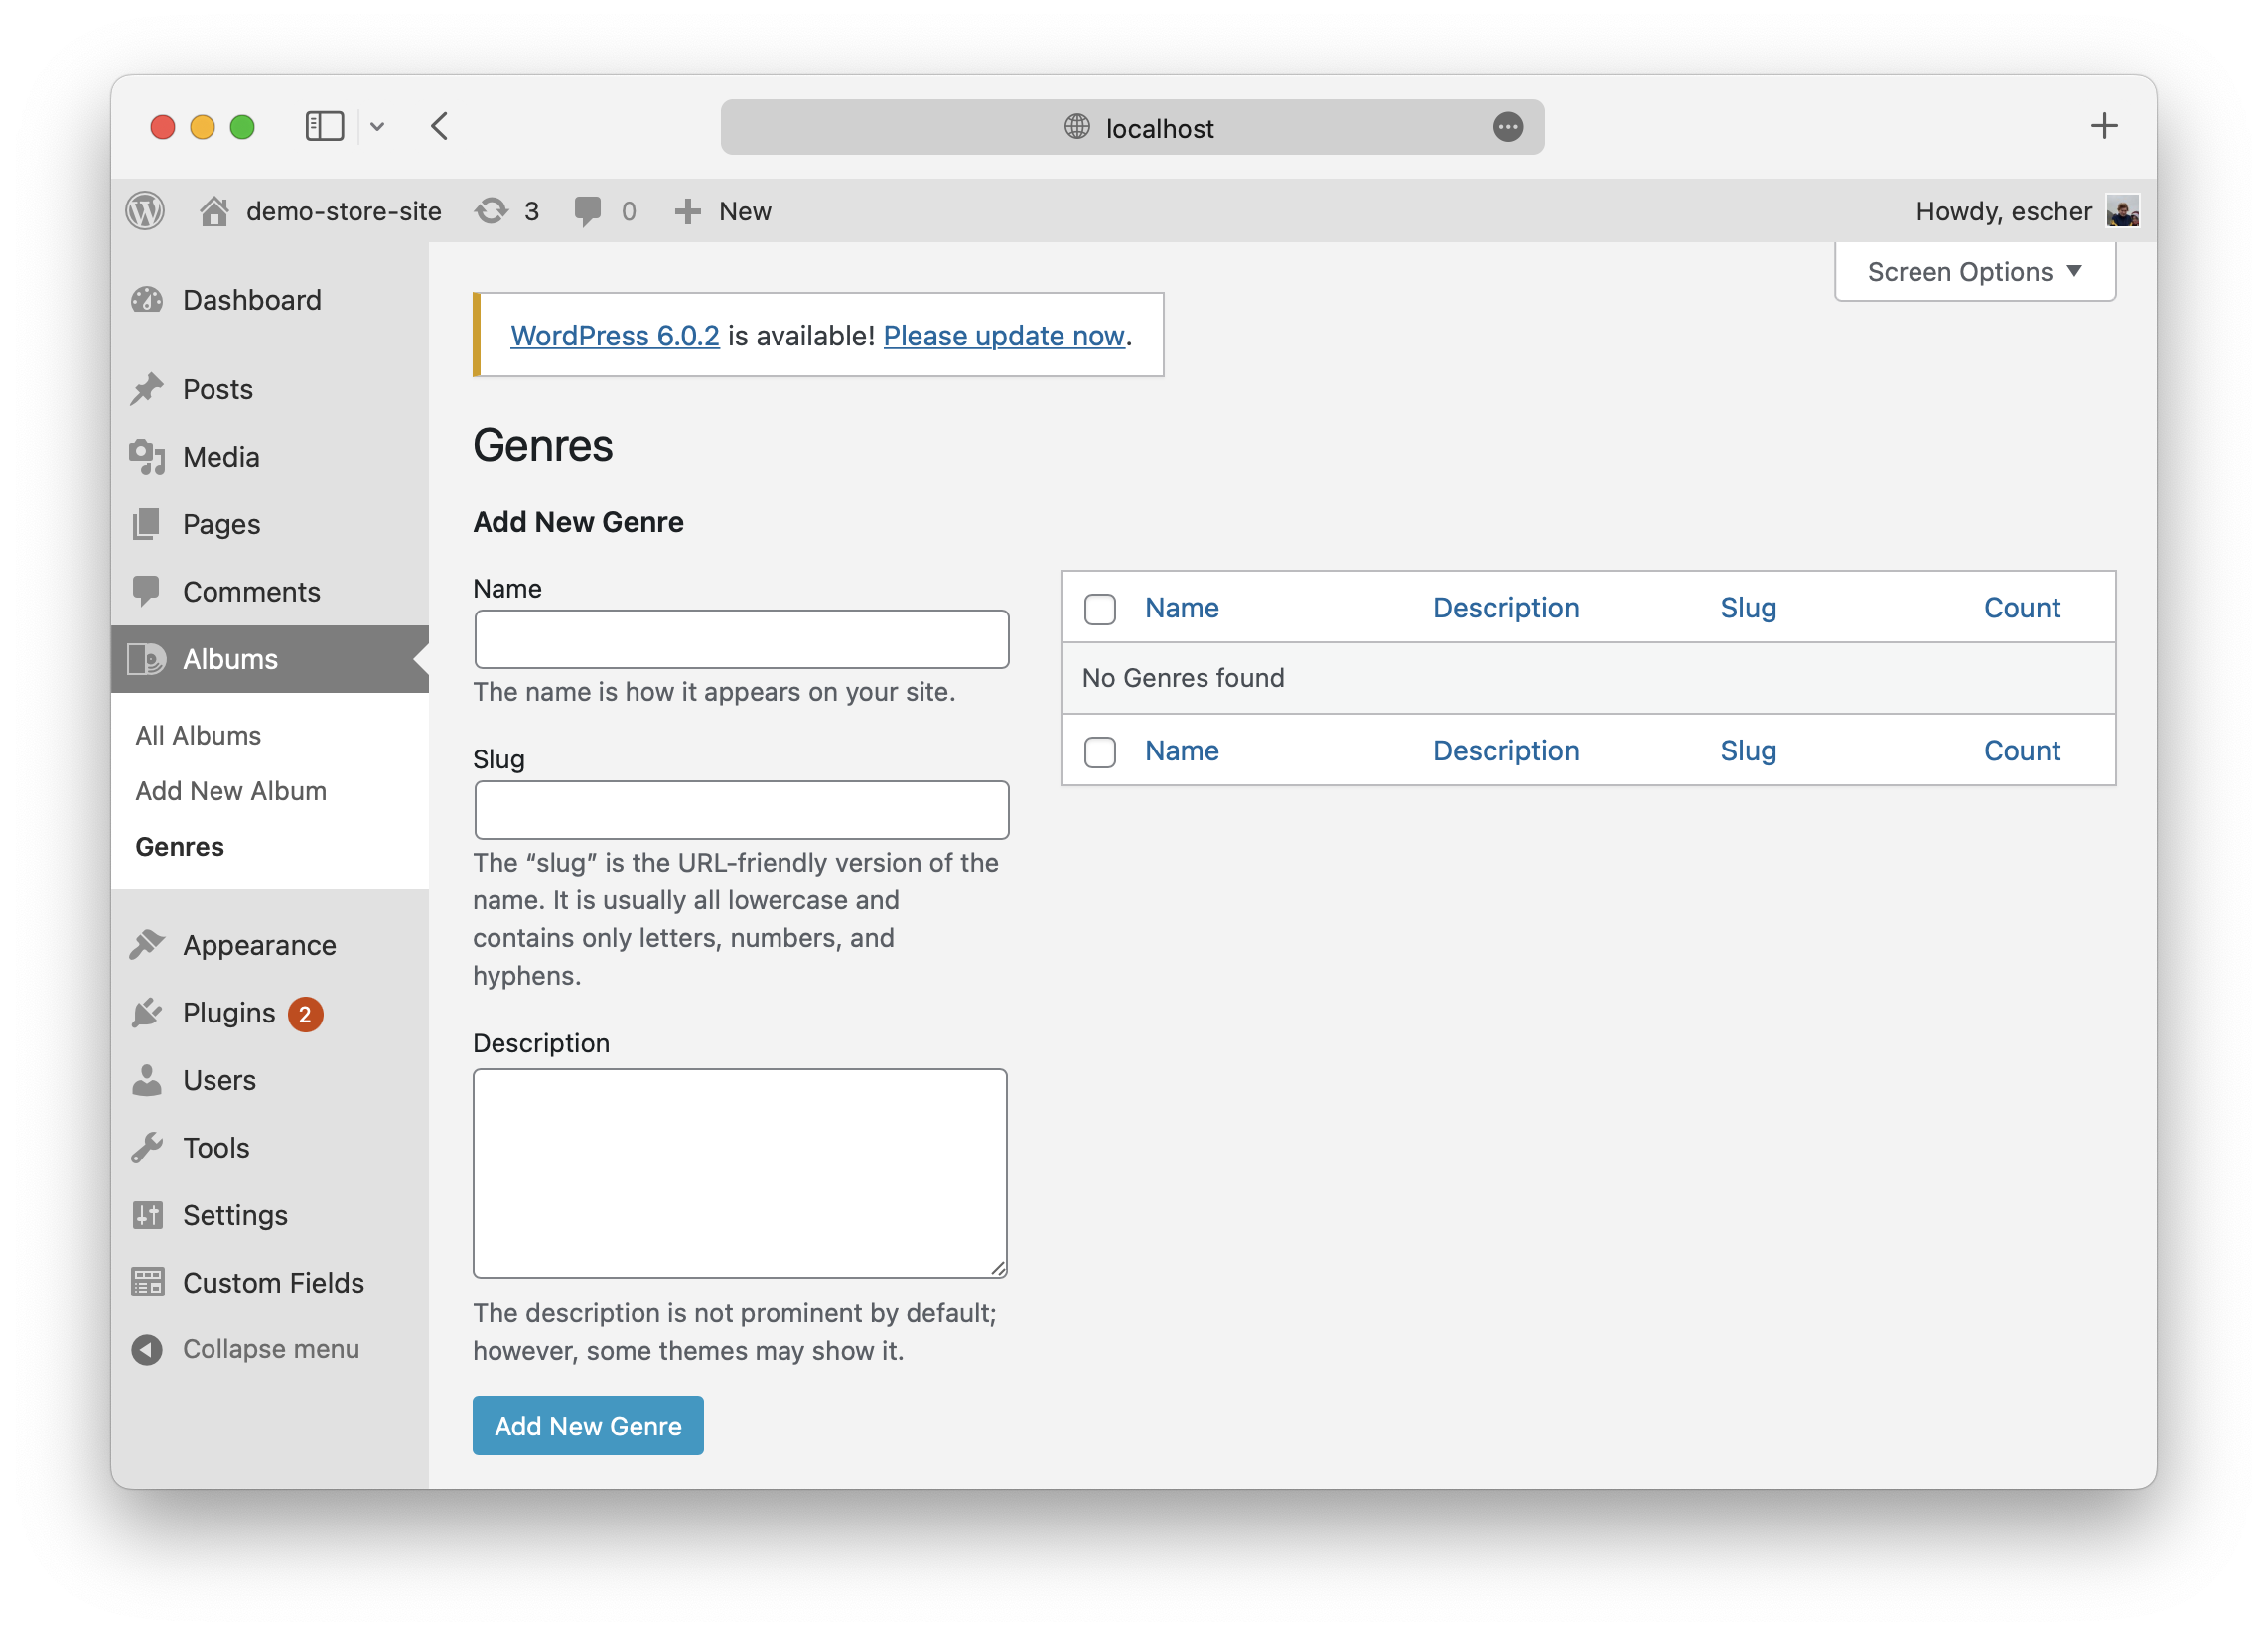 localhost
demo-store-site 3 0 New Howdy, escher
Screen Options ▼
Dashboard
Posts
Media
Pages
Comments
Albums
All Albums
Add New Album
Genres
Appearance
Plugins 2
Users
Tools
Settings
Custom Fields
Collapse menu
WordPress 6.0.2 is available! Please update now.
Genres
Add New Genre
Name
The name is how it appears on your site.
Slug
The “slug” is the URL-friendly version of the
name. It is usually all lowercase and
contains only letters, numbers, and
hyphens.
Description
The description is not prominent by default;
however, some themes may show it.
Add New Genre
Name Description Slug Count
No Genres found
Name Description Slug Count